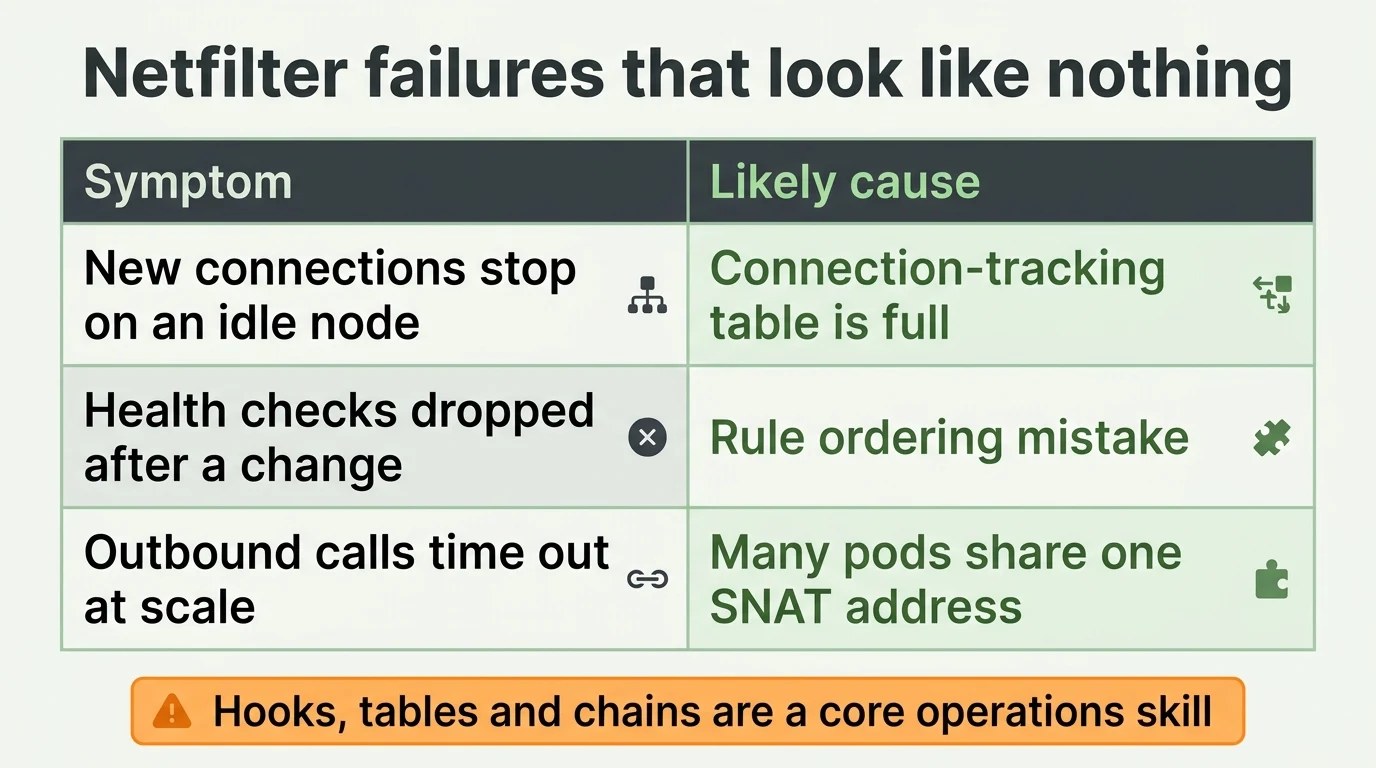 Netfilter failures that look like nothing
Symptom
Likely cause
New connections stop
on an idle node
Connection-tracking
table is full
Health checks dropped
after a change
Rule ordering mistake
Outbound calls time out
at scale
Many pods share one
SNAT address
Hooks, tables and chains are a core operations skill